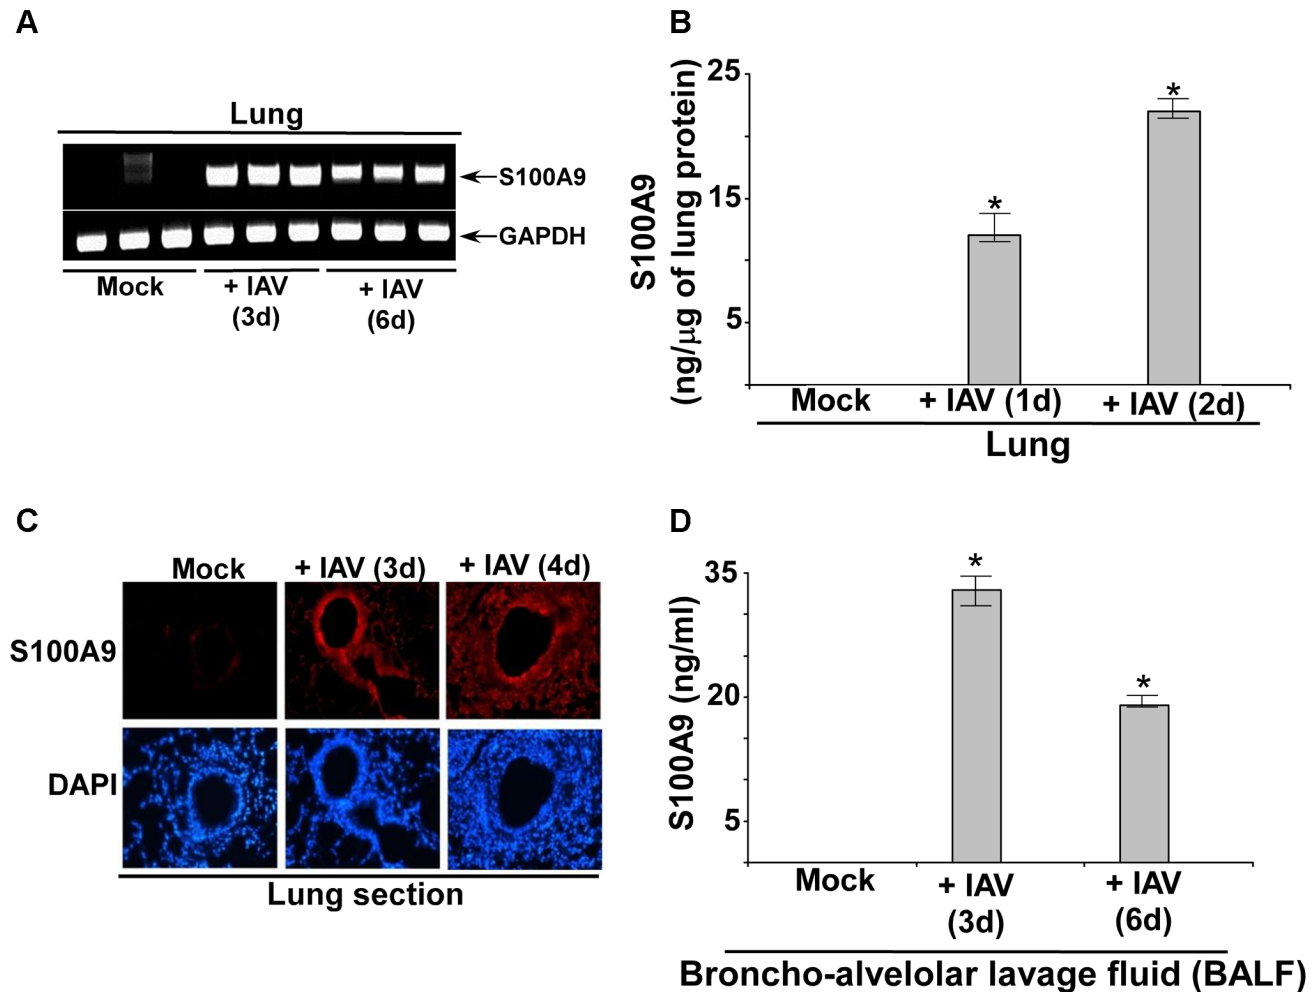 A
Lung
S100A9
GAPDH
Mock
+ IAV
(3d)
+ IAV
(6d)
B
S100A9
(ng/μg of lung protein)
25
15
5
Mock
+ IAV (1d)
+ IAV (2d)
*
*
Lung
C
Mock
+ IAV (3d)
+ IAV (4d)
S100A9
DAPI
Lung section
D
S100A9 (ng/ml)
35
20
5
*
*
Mock
+ IAV
(3d)
+ IAV
(6d)
Broncho-alvelolar lavage fluid (BALF)